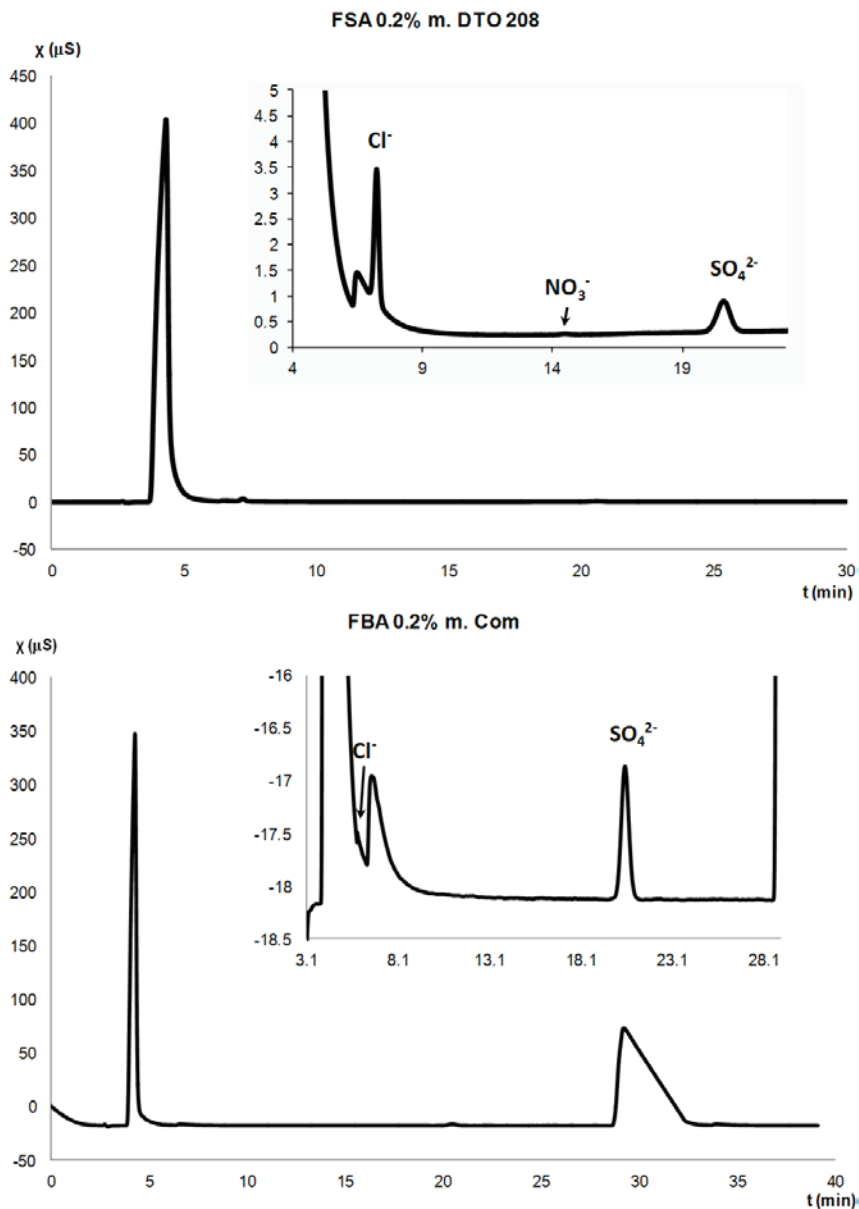 FSA 0.2% m. DTO 208
χ (µS)
450
400
350
300
250
200
150
100
50
0
-50
0 5 10 15 20 25 30
t (min)
5
4.5
4
3.5
3
2.5
2
1.5
1
0.5
0
4 9 14 19
Cl⁻
NO₃⁻
SO₄²⁻
FBA 0.2% m. Com
χ (µS)
400
350
300
250
200
150
100
50
0
-50
0 5 10 15 20 25 30 35 40
t (min)
-16
-16.5
-17
-17.5
-18
-18.5
3.1 8.1 13.1 18.1 23.1 28.1
Cl⁻
SO₄²⁻